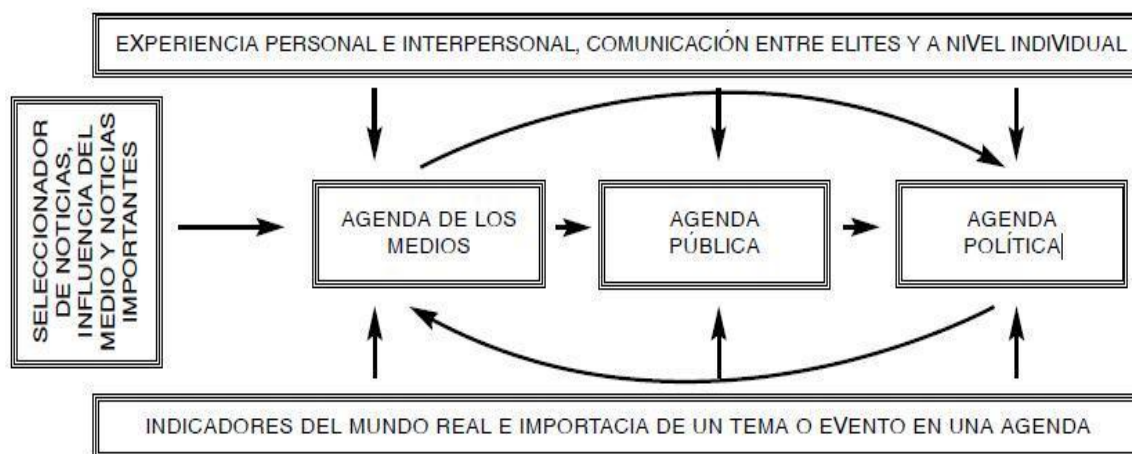 EXPERIENCIA PERSONAL E INTERPERSONAL, COMUNICACIÓN ENTRE ELITES Y A NIVEL INDIVIDUAL
SELECCIONADOR
DE NOTICIAS,
INFLUENCIA DEL
MEDIO Y NOTICIAS
IMPORTANTES
AGENDA DE LOS
MEDIOS
AGENDA
PÚBLICA
AGENDA
POLÍTICA
INDICADORES DEL MUNDO REAL E IMPORTACIA DE UN TEMA O EVENTO EN UNA AGENDA